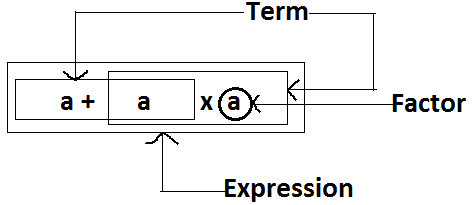 Term
a + a x a
Factor
Expression